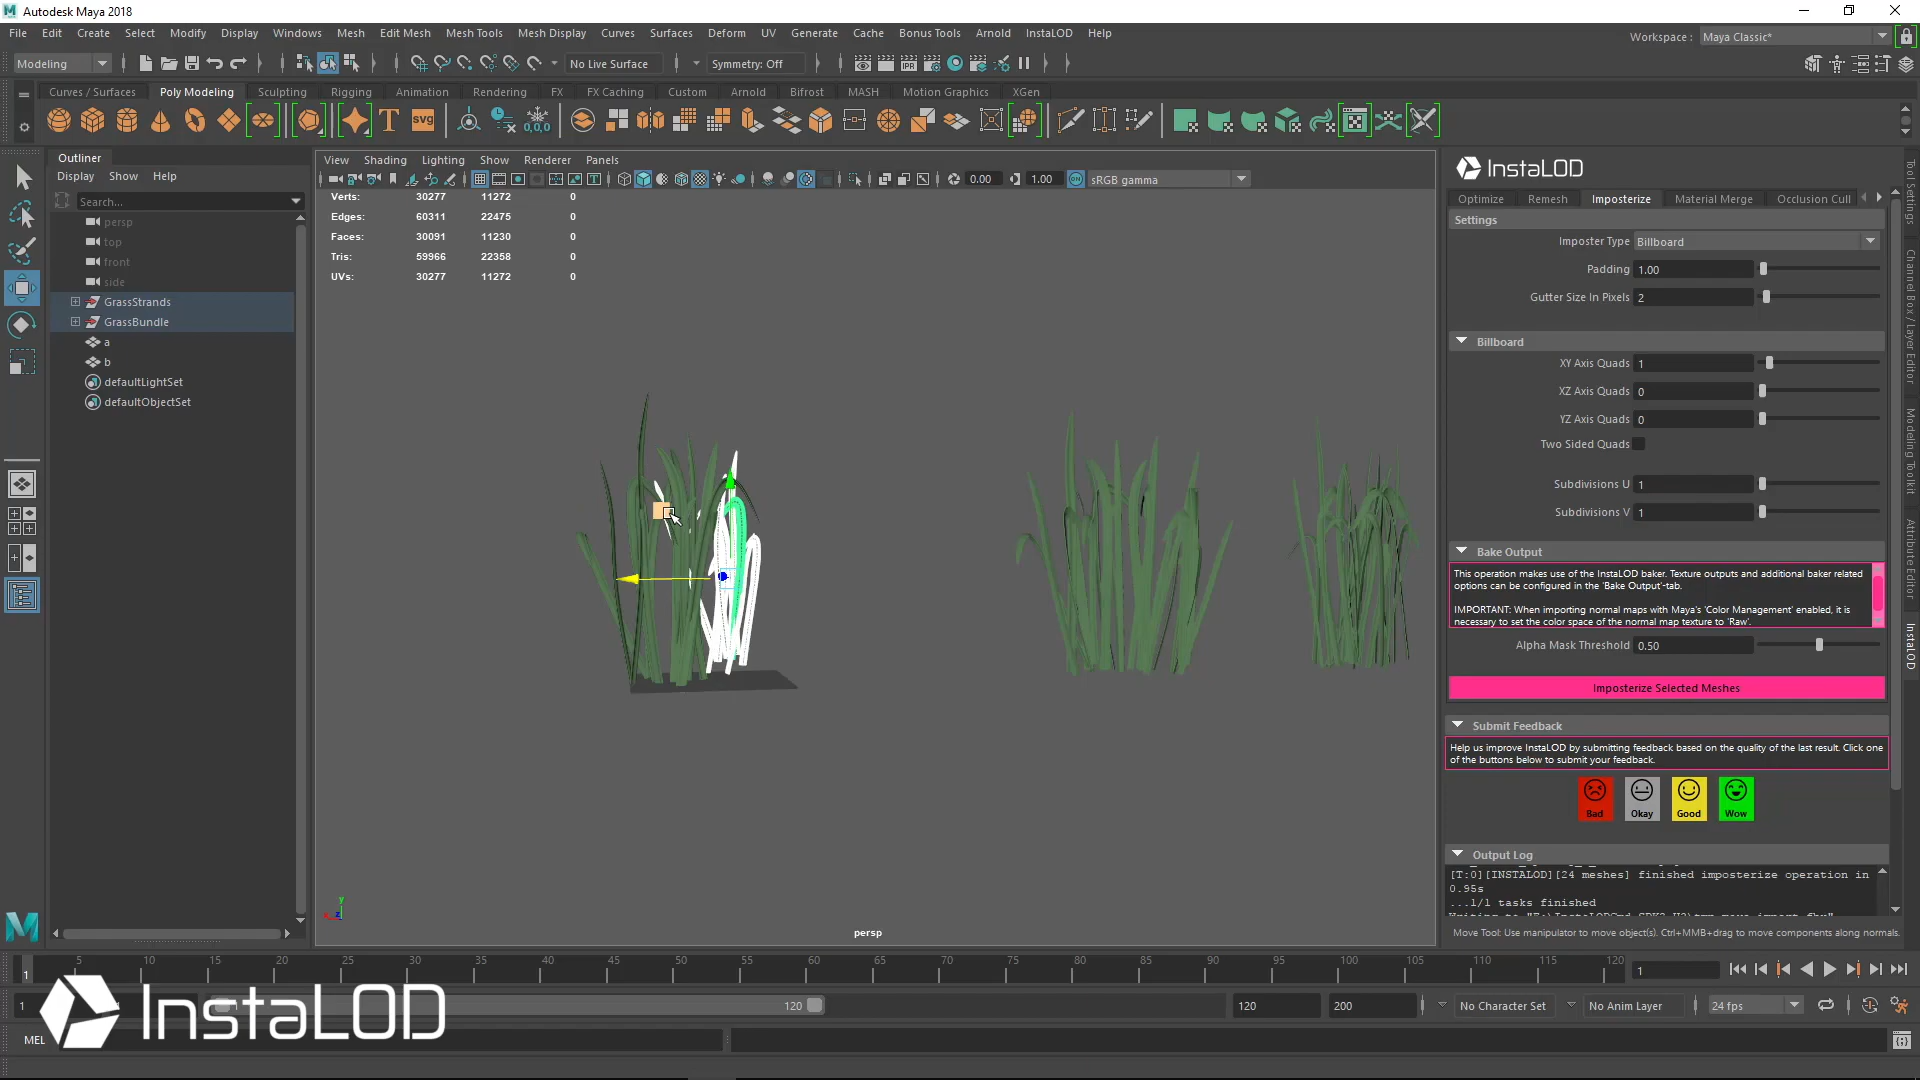 Autodesk Maya 2018
File Edit Create Select Modify Display Windows Mesh Edit Mesh Mesh Tools Mesh Display Curves Surfaces Deform UV Generate Cache Bonus Tools Arnold InstaLOD Help
Workspace : Maya Classic*
Modeling No Live Surface Symmetry: Off
Curves / Surfaces Poly Modeling Sculpting Rigging Animation Rendering FX FX Caching Custom Arnold Bifrost MASH Motion Graphics XGen
Outliner
Display Show Help
Search...
persp
top
front
side
GrassStrands
GrassBundle
a
b
defaultLightSet
defaultObjectSet
View Shading Lighting Show Renderer Panels
0.00 1.00 sRGB gamma
Verts: 30277 11272 0
Edges: 60311 22475 0
Faces: 30091 11230 0
Tris: 59966 22358 0
UVs: 30277 11272 0
persp
InstaLOD
Optimize Remesh Imposterize Material Merge Occlusion Cull
Settings
Imposter Type Billboard
Padding 1.00
Gutter Size In Pixels 2
Billboard
XY Axis Quads 1
XZ Axis Quads 0
YZ Axis Quads 0
Two Sided Quads
Subdivisions U 1
Subdivisions V 1
Bake Output
This operation makes use of the InstaLOD baker. Texture outputs and additional baker related
options can be configured in the 'Bake Output'-tab.
IMPORTANT: When importing normal maps with Maya's 'Color Management' enabled, it is
necessary to set the color space of the normal map texture to 'Raw'.
Alpha Mask Threshold 0.50
Imposterize Selected Meshes
Submit Feedback
Help us improve InstaLOD by submitting feedback based on the quality of the last result. Click one
of the buttons below to submit your feedback.
Bad Okay Good Wow
Output Log
[T:0][INSTALOD][24 meshes] finished imposterize operation in
0.95s
...1/1 tasks finished
Move Tool: Use manipulator to move object(s). Ctrl+MMB+drag to move components along normals.
Tool Settings
Channel Box / Layer Editor
Modeling Toolkit
Attribute Editor
InstaLOD
1 5 10 15 20 25 30 35 40 45 50 55 60 65 70 75 80 85 90 95 100 105 110 115 120 1
1 120 120 200 No Character Set No Anim Layer 24 fps
InstaLOD
MEL